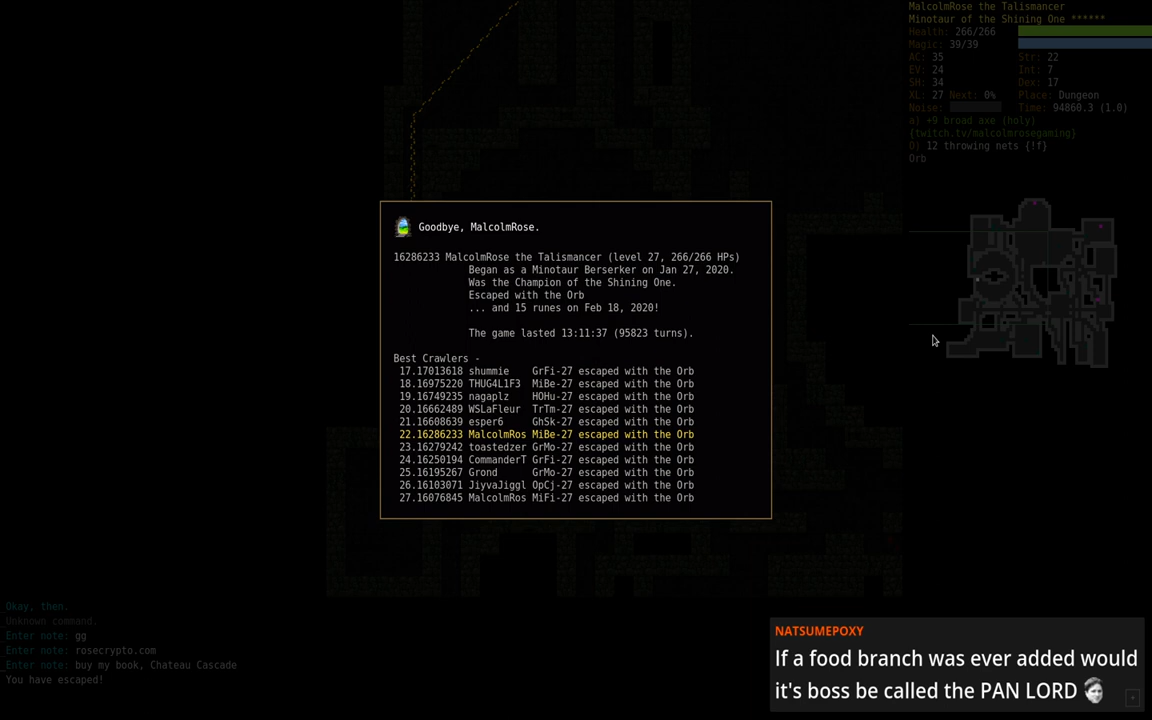 MalcolmRose the Talismancer
Minotaur of the Shining One ******
Health: 266/266
Magic: 39/39
AC: 35 Str: 22
EV: 24 Int: 7
SH: 34 Dex: 17
XL: 27 Next: 0% Place: Dungeon
Noise: Time: 94860.3 (1.0)
a) +9 broad axe (holy)
{twitch.tv/malcolmrosegaming}
O) 12 throwing nets {!f}
Orb
Goodbye, MalcolmRose.
16286233 MalcolmRose the Talismancer (level 27, 266/266 HPs)
Began as a Minotaur Berserker on Jan 27, 2020.
Was the Champion of the Shining One.
Escaped with the Orb
... and 15 runes on Feb 18, 2020!
The game lasted 13:11:37 (95823 turns).
Best Crawlers -
17.17013618 shummie GrFi-27 escaped with the Orb
18.16975220 THUG4L1F3 MiBe-27 escaped with the Orb
19.16749235 nagaplz HOHu-27 escaped with the Orb
20.16662489 WSLaFleur TrTm-27 escaped with the Orb
21.16608639 esper6 GhSk-27 escaped with the Orb
22.16286233 MalcolmRos MiBe-27 escaped with the Orb
23.16279242 toastedzer GrMo-27 escaped with the Orb
24.16250194 CommanderT GrFi-27 escaped with the Orb
25.16195267 Grond GrMo-27 escaped with the Orb
26.16103071 JiyvaJiggl OpCj-27 escaped with the Orb
27.16076845 MalcolmRos MiFi-27 escaped with the Orb
Okay, then.
Unknown command.
Enter note: gg
Enter note: rosecrypto.com
Enter note: buy my book, Chateau Cascade
You have escaped!
NATSUMEPOXY
If a food branch was ever added would
it's boss be called the PAN LORD